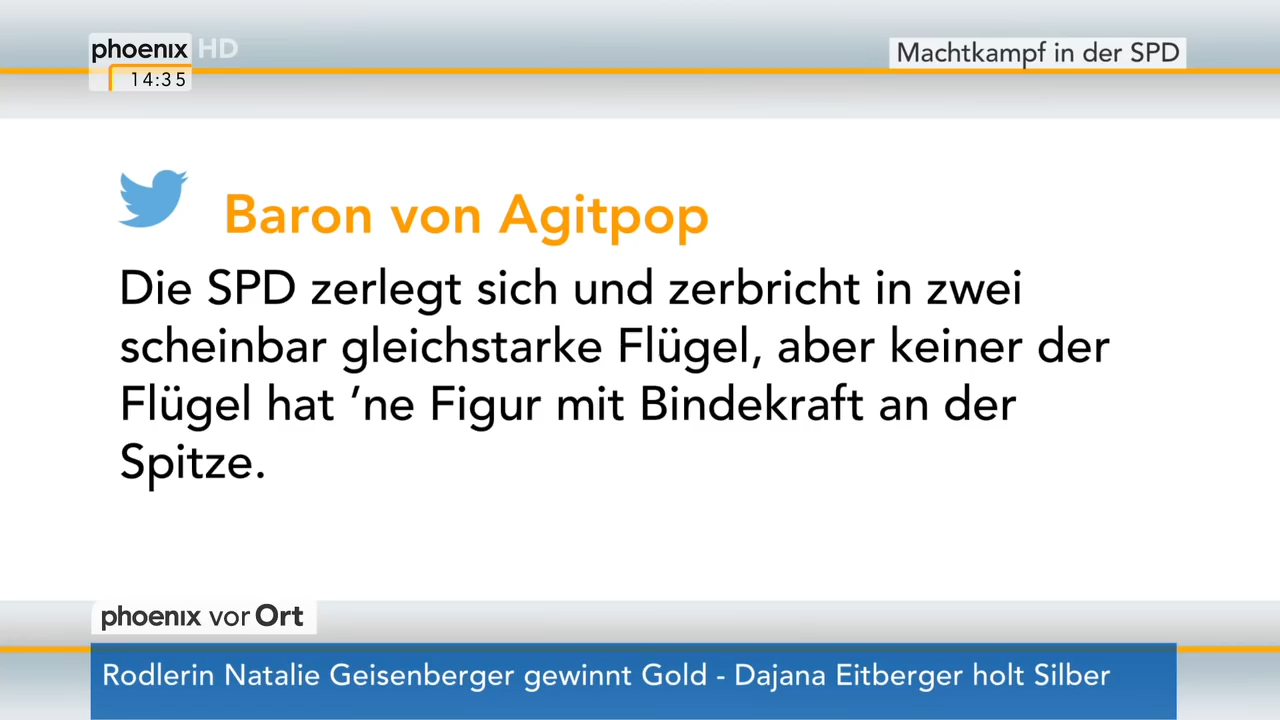 phoenix HD
14:35
Machtkampf in der SPD
Baron von Agitpop
Die SPD zerlegt sich und zerbricht in zwei
scheinbar gleichstarke Flügel, aber keiner der
Flügel hat ’ne Figur mit Bindekraft an der
Spitze.
phoenix vor Ort
Rodlerin Natalie Geisenberger gewinnt Gold - Dajana Eitberger holt Silber